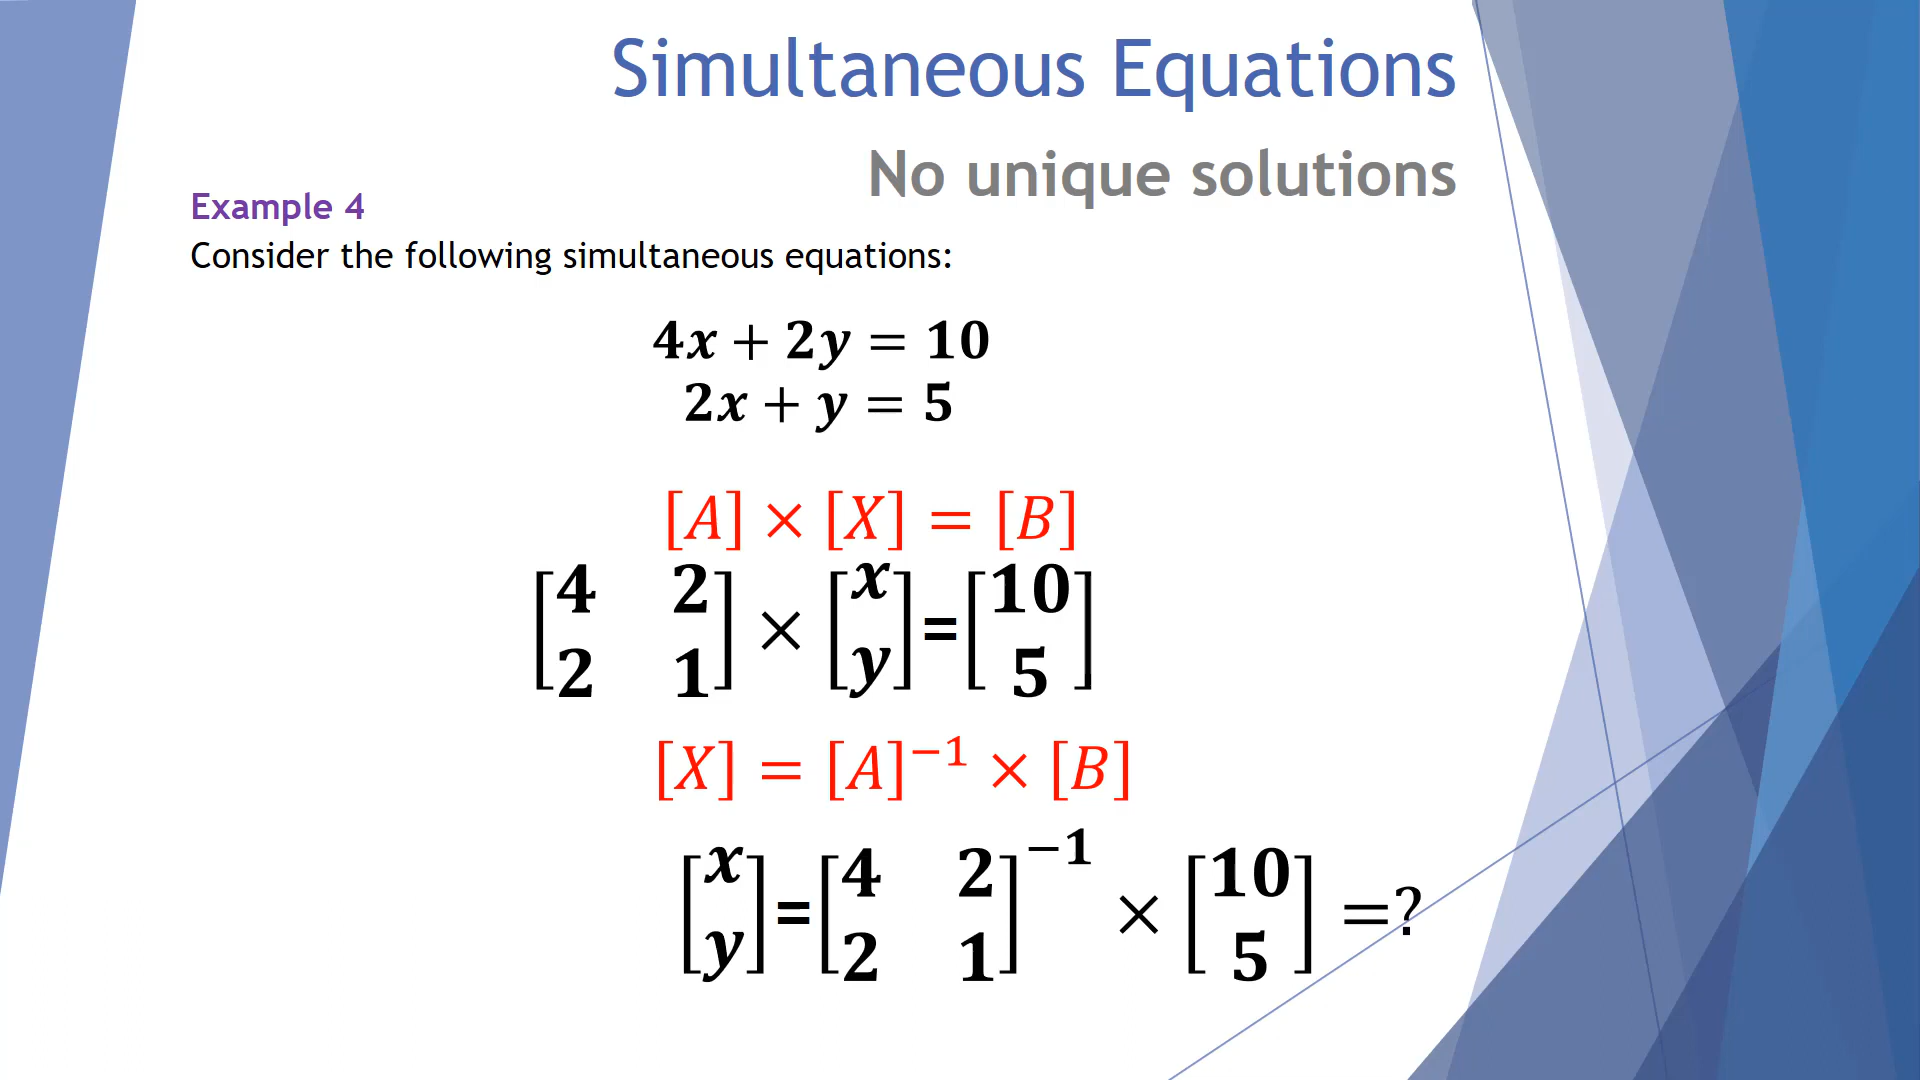 Simultaneous Equations
No unique solutions
Example 4
Consider the following simultaneous equations:
4x + 2y = 10
2x + y = 5
[A] × [X] = [B]
[4 2; 2 1] × [x; y] = [10; 5]
[X] = [A]⁻¹ × [B]
[x; y] = [4 2; 2 1]⁻¹ × [10; 5] =?